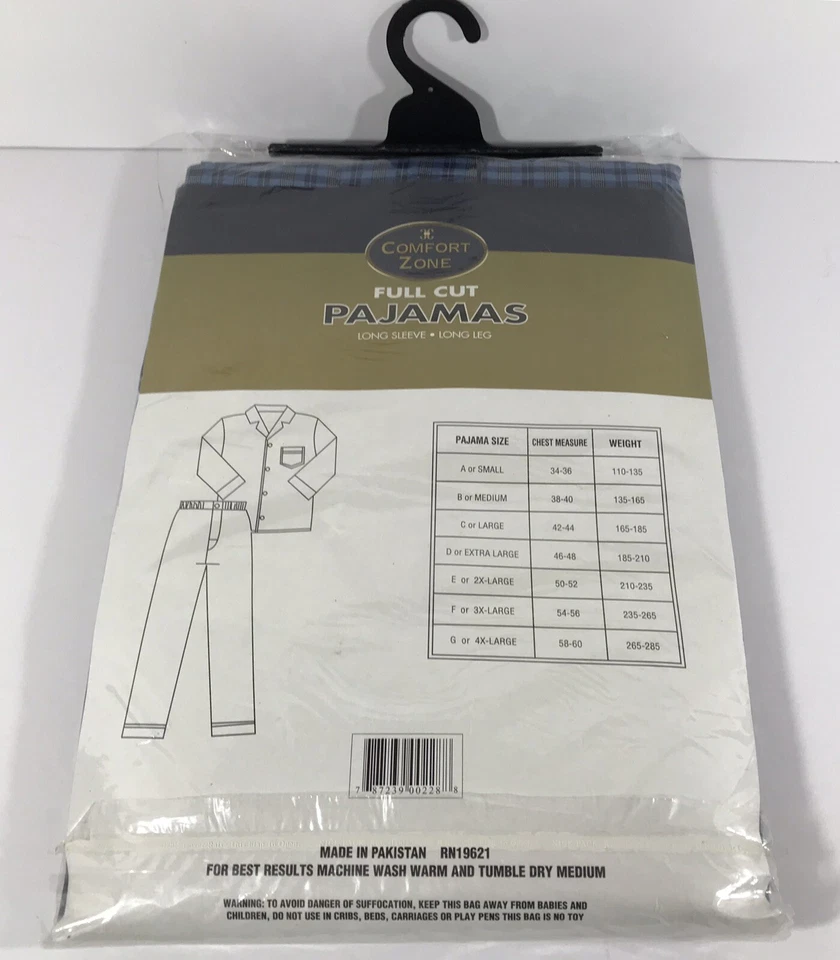 COMFORT
ZONE
FULL CUT
PAJAMAS
LONG SLEEVE • LONG LEG
PAJAMA SIZE CHEST MEASURE WEIGHT
A or SMALL 34-36 110-135
B or MEDIUM 38-40 135-165
C or LARGE 42-44 165-185
D or EXTRA LARGE 46-48 185-210
E or 2X-LARGE 50-52 210-235
F or 3X-LARGE 54-56 235-265
G or 4X-LARGE 58-60 265-285
7 87239 00228 8
MADE IN PAKISTAN RN19621
FOR BEST RESULTS MACHINE WASH WARM AND TUMBLE DRY MEDIUM
WARNING: TO AVOID DANGER OF SUFFOCATION, KEEP THIS BAG AWAY FROM BABIES AND
CHILDREN, DO NOT USE IN CRIBS, BEDS, CARRIAGES OR PLAY PENS THIS BAG IS NO TOY